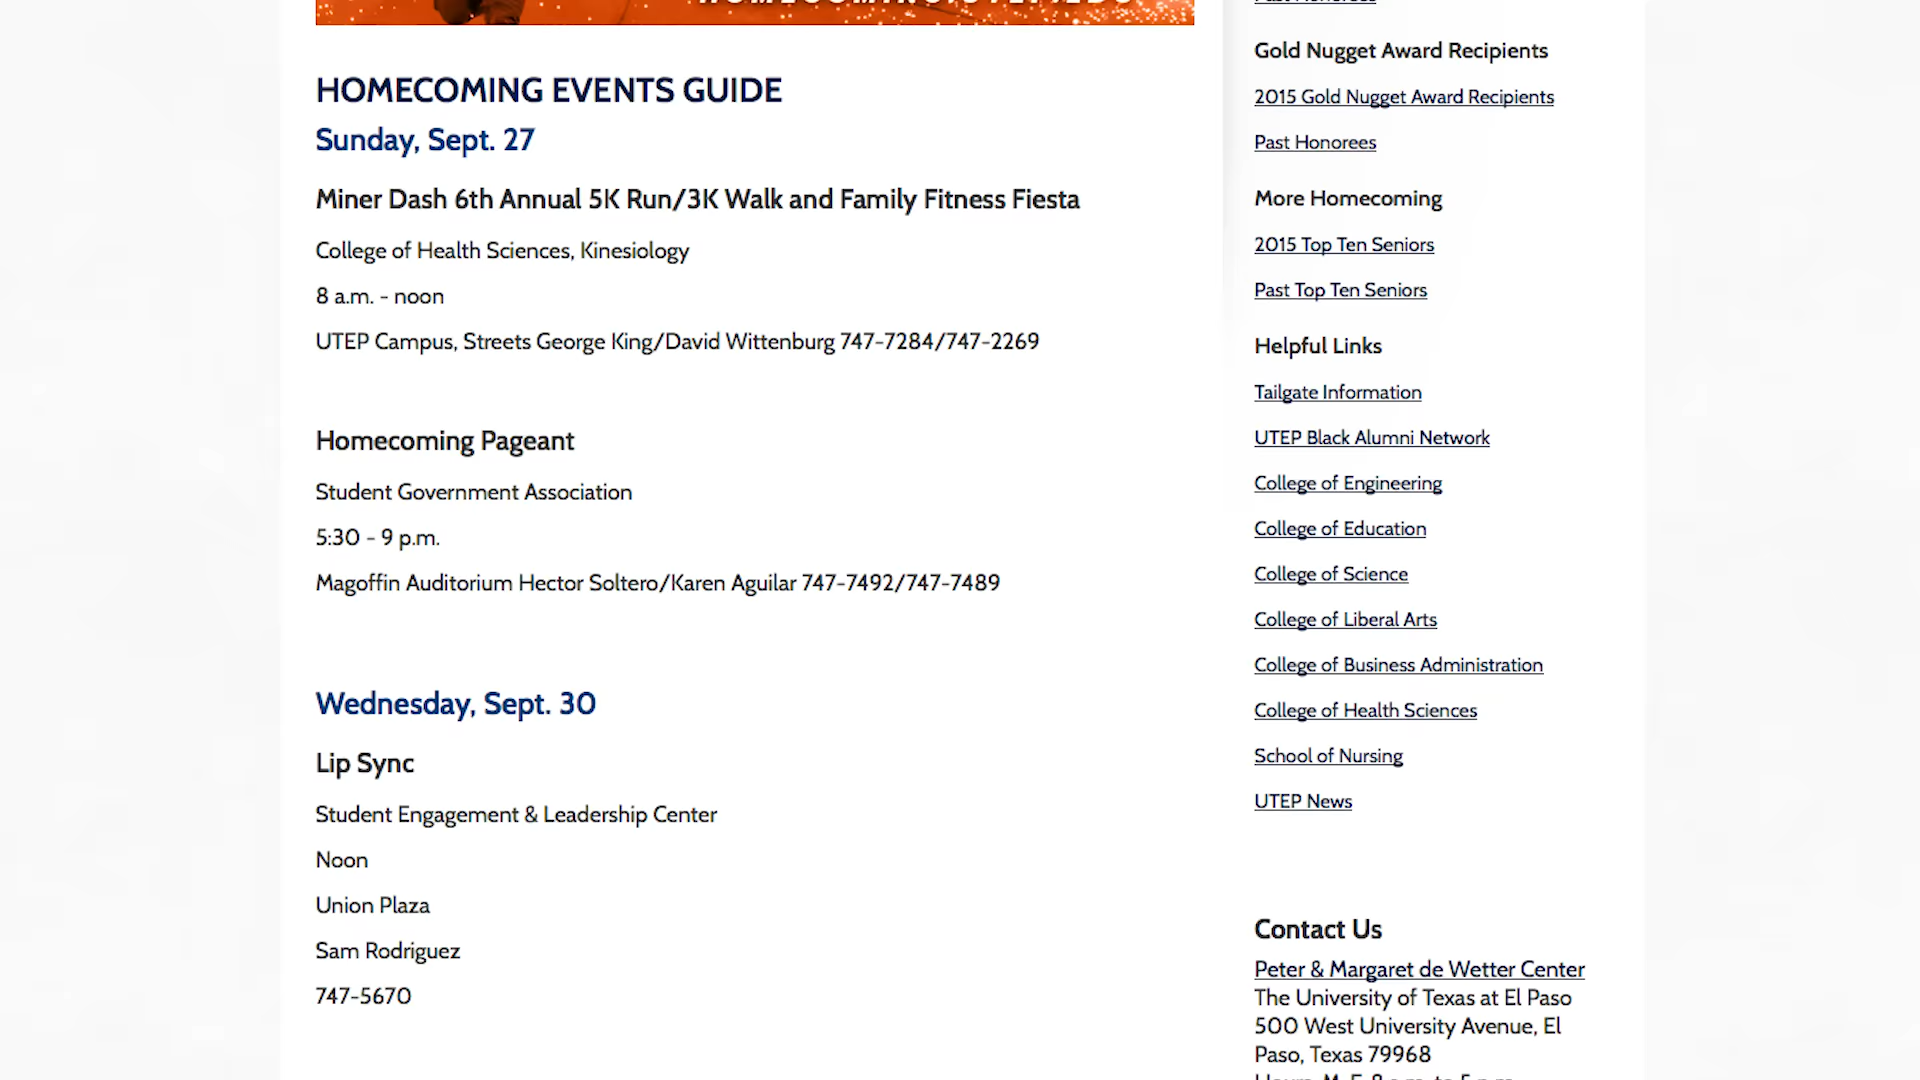 HOMECOMING EVENTS GUIDE
Sunday, Sept. 27
Miner Dash 6th Annual 5K Run/3K Walk and Family Fitness Fiesta
College of Health Sciences, Kinesiology
8 a.m. - noon
UTEP Campus, Streets George King/David Wittenburg 747-7284/747-2269
Homecoming Pageant
Student Government Association
5:30 - 9 p.m.
Magoffin Auditorium Hector Soltero/Karen Aguilar 747-7492/747-7489
Wednesday, Sept. 30
Lip Sync
Student Engagement & Leadership Center
Noon
Union Plaza
Sam Rodriguez
747-5670
Past Honorees
Gold Nugget Award Recipients
2015 Gold Nugget Award Recipients
Past Honorees
More Homecoming
2015 Top Ten Seniors
Past Top Ten Seniors
Helpful Links
Tailgate Information
UTEP Black Alumni Network
College of Engineering
College of Education
College of Science
College of Liberal Arts
College of Business Administration
College of Health Sciences
School of Nursing
UTEP News
Contact Us
Peter & Margaret de Wetter Center
The University of Texas at El Paso
500 West University Avenue, El
Paso, Texas 79968